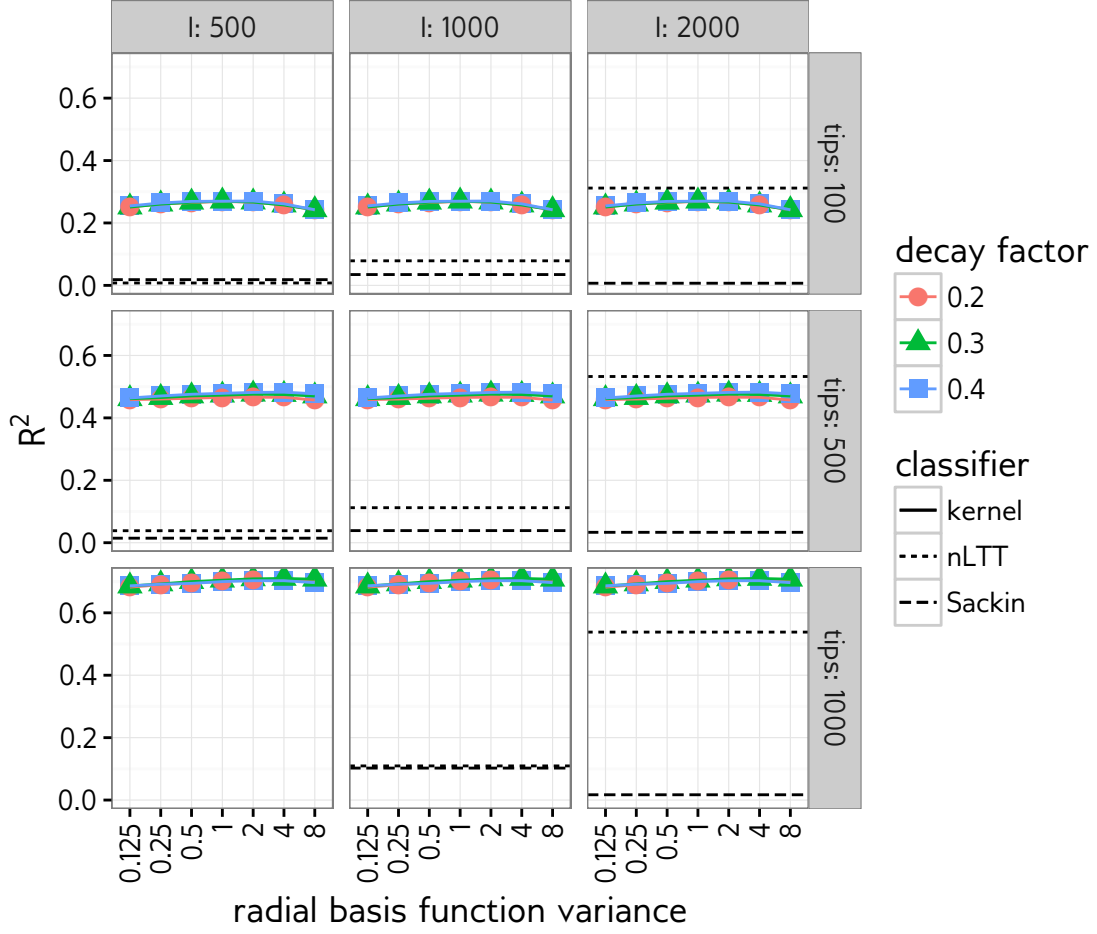 I: 500
I: 1000
I: 2000
0.6
0.4
0.2
0.0
tips: 100
0.6
0.4
0.2
0.0
tips: 500
0.6
0.4
0.2
0.0
tips: 1000
R²
0.125
0.25
0.5
1
2
4
8
0.125
0.25
0.5
1
2
4
8
0.125
0.25
0.5
1
2
4
8
radial basis function variance
decay factor
0.2
0.3
0.4
classifier
kernel
nLTT
Sackin